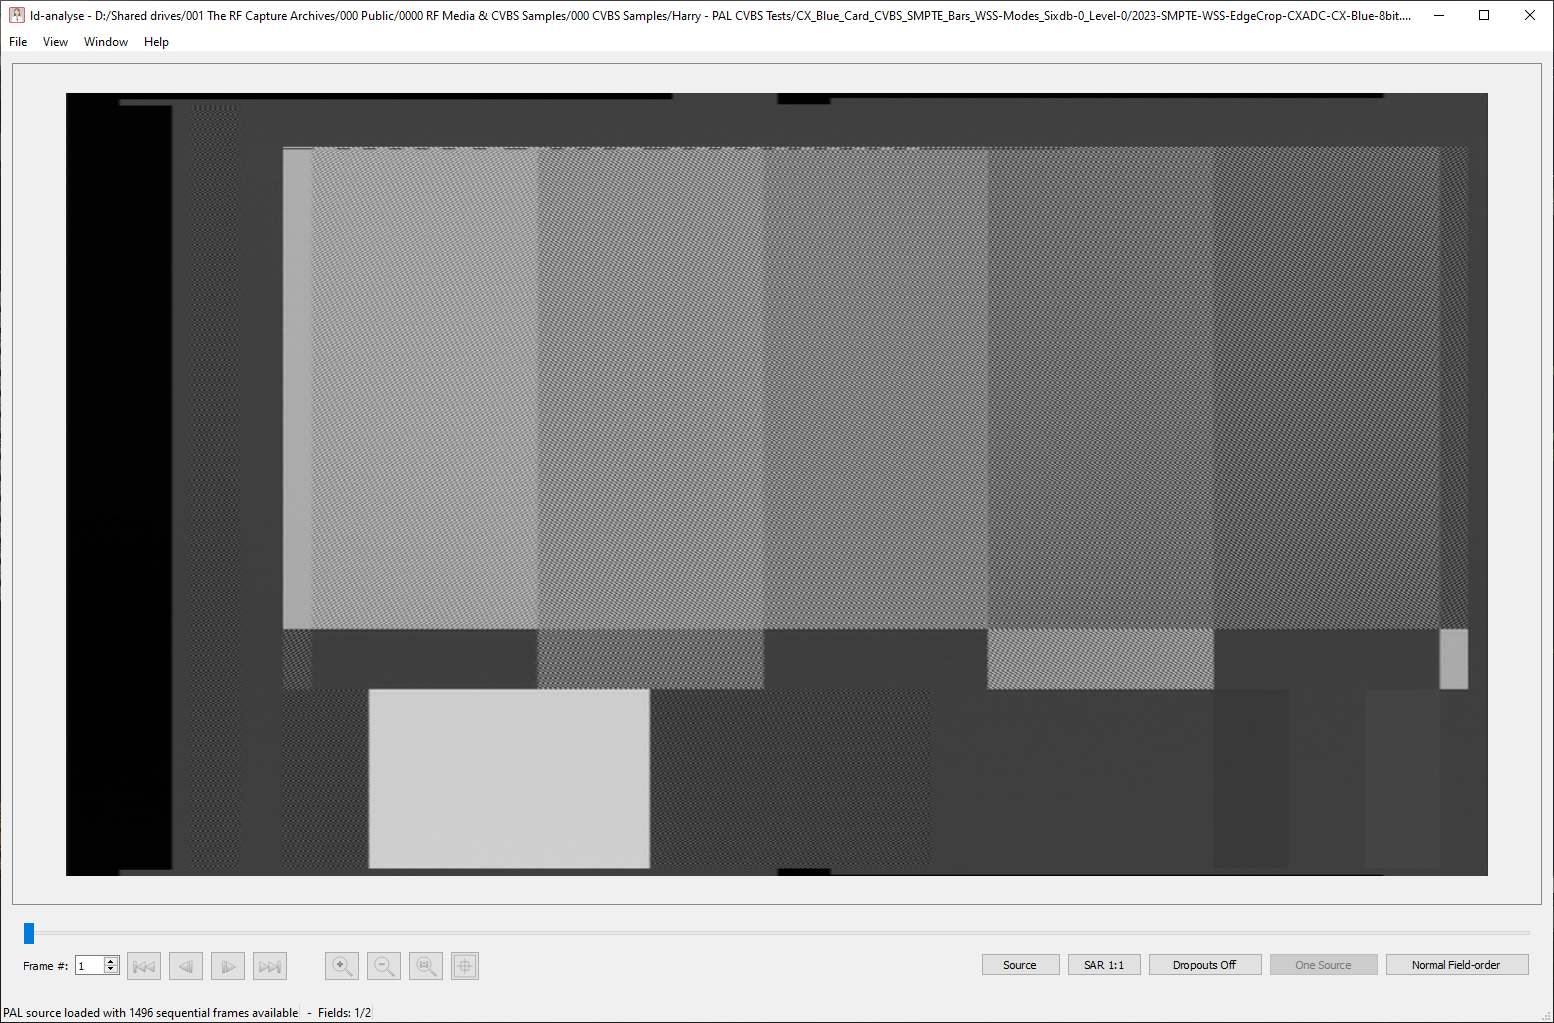 ld-analyse - D:/Shared drives/001 The RF Capture Archives/000 Public/0000 RF Media & CVBS Samples/000 CVBS Samples/Harry - PAL CVBS Tests/CX_Blue_Card_CVBS_SMPTE_Bars_WSS-Modes_Sixdb-0_Level-0/2023-SMPTE-WSS-EdgeCrop-CXADC-CX-Blue-8bit....
File View Window Help
Frame #: 1 Source SAR 1:1 Dropouts Off One Source Normal Field-order
PAL source loaded with 1496 sequential frames available - Fields: 1/2